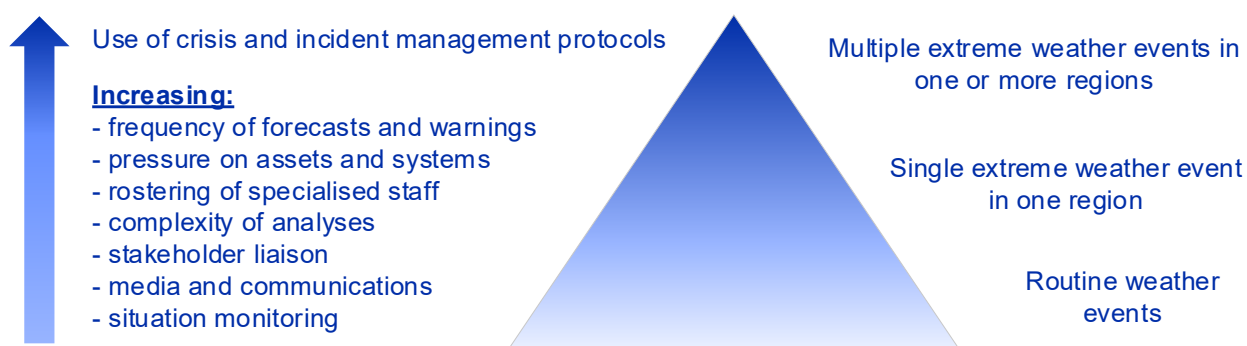 Use of crisis and incident management protocols
Increasing:
- frequency of forecasts and warnings
- pressure on assets and systems
- rostering of specialised staff
- complexity of analyses
- stakeholder liaison
- media and communications
- situation monitoring
Multiple extreme weather events in
one or more regions
Single extreme weather event
in one region
Routine weather
events